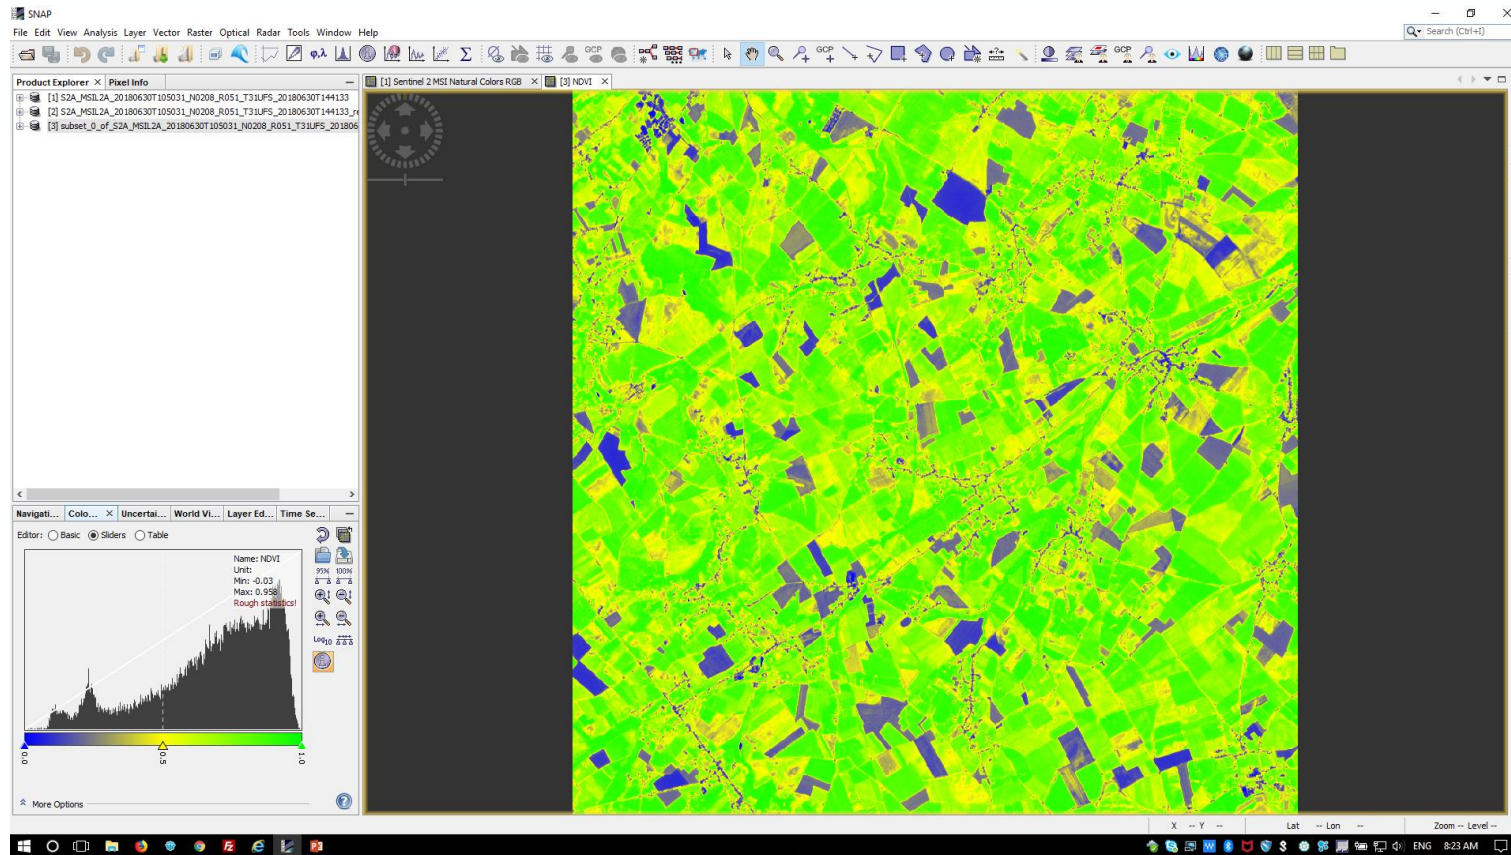 SNAP
File Edit View Analysis Layer Vector Raster Optical Radar Tools Window Help
Search (Ctrl+I)
GCP GCP GCP
Product Explorer × Pixel Info
[1] Sentinel 2 MSI Natural Colors RGB × [3] NDVI ×
[1] S2A_MSIL2A_20180630T105031_N0208_R051_T31UFS_20180630T144133
[2] S2A_MSIL2A_20180630T105031_N0208_R051_T31UFS_20180630T144133_re
[3] subset_0_of_S2A_MSIL2A_20180630T105031_N0208_R051_T31UFS_201806
Navigati... Colo... × Uncertai... World Vi... Layer Ed... Time Se...
Editor: Basic Sliders Table
Name: NDVI
Unit:
Min: -0.03
Max: 0.958
Rough statistics!
95% 100%
Log10
0.0 0.5 1.0
More Options
X -- Y -- Lat -- Lon -- Zoom -- Level --
ENG 8:23 AM